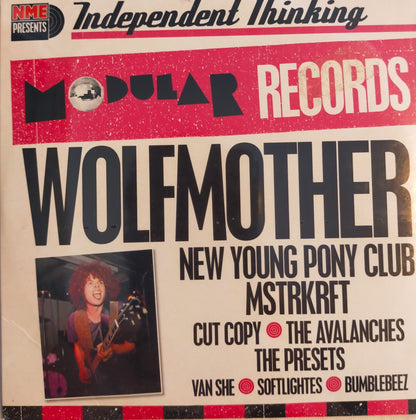 NME
PRESENTS
Independent Thinking
MODULAR RECORDS
WOLFMOTHER
NEW YOUNG PONY CLUB
MSTRKRFT
CUT COPY THE AVALANCHES
THE PRESETS
VAN SHE SOFTLIGHTES BUMBLEBEEZ